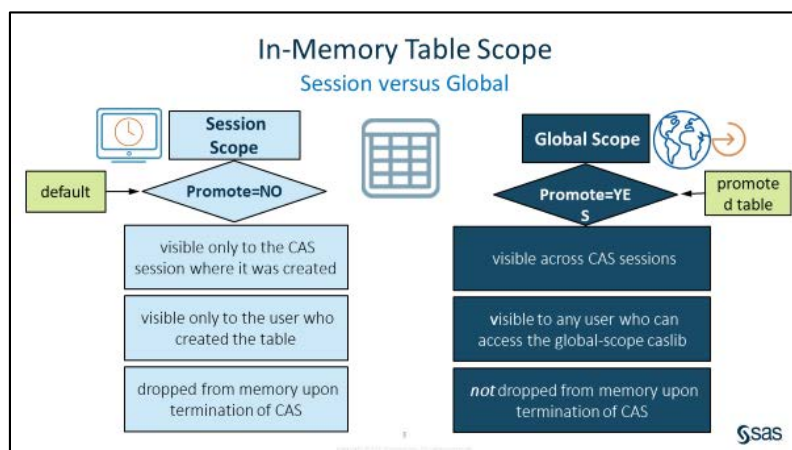 In-Memory Table Scope
Session versus Global
Session
Scope
default
Promote=NO
visible only to the CAS
session where it was created
visible only to the user who
created the table
dropped from memory upon
termination of CAS
Global Scope
Promote=YE
S
promote
d table
visible across CAS sessions
visible to any user who can
access the global-scope caslib
not dropped from memory upon
termination of CAS
sas